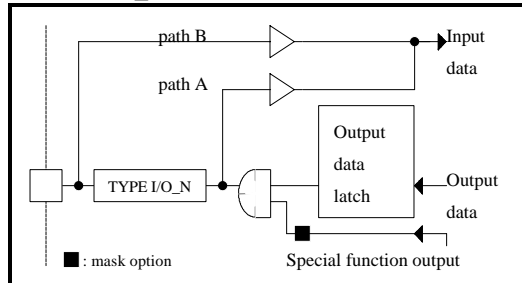 path B
Input
data
path A
Output
data
latch
TYPE I/O_N
Output
data
■ : mask option
Special function output